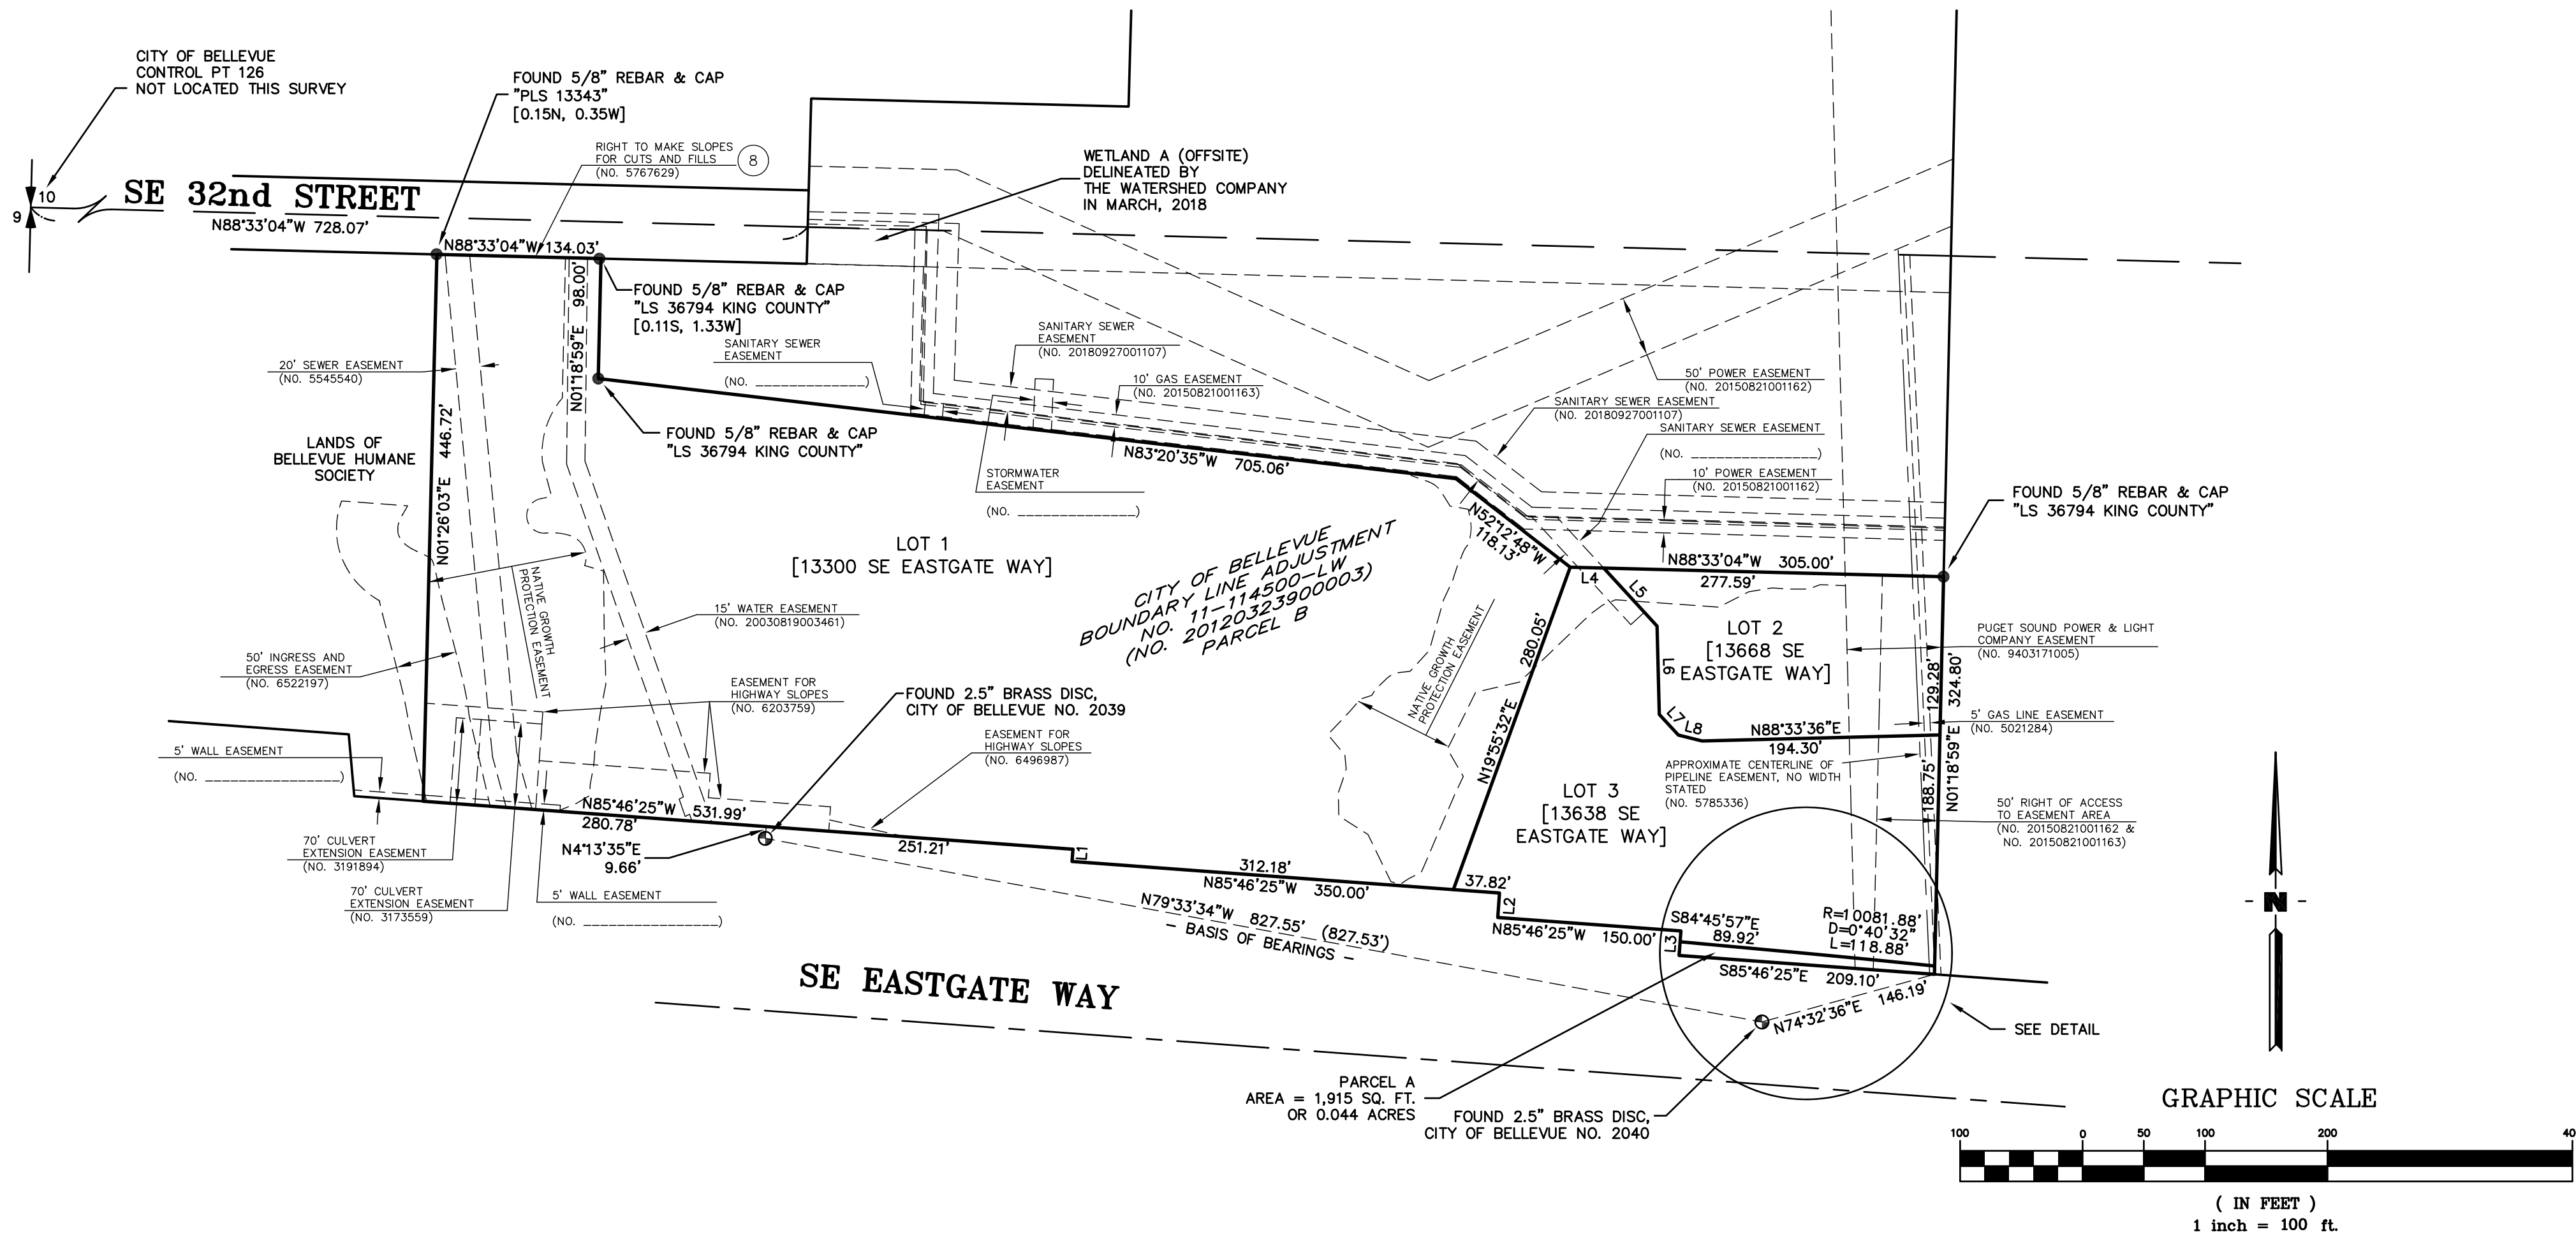 CITY OF BELLEVUE
CONTROL PT 126
NOT LOCATED THIS SURVEY
FOUND 5/8" REBAR & CAP
"PLS 13343"
[0.15N, 0.35W]
RIGHT TO MAKE SLOPES
FOR CUTS AND FILLS
(NO. 5767629)
8
WETLAND A (OFFSITE)
DELINEATED BY
THE WATERSHED COMPANY
IN MARCH, 2018
10
9
SE 32nd STREET
N88°33'04"W 728.07'
N88°33'04"W 134.03'
N01°18'59"E 98.00'
FOUND 5/8" REBAR & CAP
"LS 36794 KING COUNTY"
[0.11S, 1.33W]
SANITARY SEWER
EASEMENT
(NO. ______________)
SANITARY SEWER
EASEMENT
(NO. 20180927001107)
10' GAS EASEMENT
(NO. 20150821001163)
50' POWER EASEMENT
(NO. 20150821001162)
SANITARY SEWER EASEMENT
(NO. 20180927001107)
SANITARY SEWER EASEMENT
(NO. ________________)
10' POWER EASEMENT
(NO. 20150821001162)
20' SEWER EASEMENT
(NO. 5545540)
LANDS OF
BELLEVUE HUMANE
SOCIETY
N01°26'03"E 446.72'
FOUND 5/8" REBAR & CAP
"LS 36794 KING COUNTY"
N83°20'35"W 705.06'
STORMWATER
EASEMENT
(NO. ______________)
FOUND 5/8" REBAR & CAP
"LS 36794 KING COUNTY"
N52°12'48"W
118.13'
LOT 1
[13300 SE EASTGATE WAY]
CITY OF BELLEVUE
BOUNDARY LINE ADJUSTMENT
NO. 11-114500-LW
(NO. 20120323900003)
PARCEL B
N88°33'04"W 305.00'
277.59'
L4
L5
NATIVE GROWTH
PROTECTION EASEMENT
15' WATER EASEMENT
(NO. 20030819003461)
NATIVE GROWTH
PROTECTION EASEMENT
280.05'
N19°55'32"E
LOT 2
[13668 SE
EASTGATE WAY]
L6
L7
L8
N88°33'36"E
194.30'
129.28'
324.80'
N01°18'59"E
188.75'
PUGET SOUND POWER & LIGHT
COMPANY EASEMENT
(NO. 9403171005)
50' INGRESS AND
EGRESS EASEMENT
(NO. 6522197)
EASEMENT FOR
HIGHWAY SLOPES
(NO. 6203759)
FOUND 2.5" BRASS DISC,
CITY OF BELLEVUE NO. 2039
EASEMENT FOR
HIGHWAY SLOPES
(NO. 6496987)
5' GAS LINE EASEMENT
(NO. 5021284)
5' WALL EASEMENT
(NO. ________________)
APPROXIMATE CENTERLINE OF
PIPELINE EASEMENT, NO WIDTH
STATED
(NO. 5785336)
LOT 3
[13638 SE
EASTGATE WAY]
50' RIGHT OF ACCESS
TO EASEMENT AREA
(NO. 20150821001162 &
NO. 20150821001163)
N85°46'25"W 531.99'
280.78'
N4°13'35"E
9.66'
251.21'
L1
312.18'
N85°46'25"W 350.00'
37.82'
L2
N85°46'25"W 150.00'
L3
S84°45'57"E
89.92'
R=10081.88'
D=0°40'32"
L=118.88'
S85°46'25"E 209.10'
N74°32'36"E 146.19'
70' CULVERT
EXTENSION EASEMENT
(NO. 3191894)
70' CULVERT
EXTENSION EASEMENT
(NO. 3173559)
5' WALL EASEMENT
(NO. ________________)
N79°33'34"W 827.55' (827.53')
- BASIS OF BEARINGS -
SE EASTGATE WAY
SEE DETAIL
PARCEL A
AREA = 1,915 SQ. FT.
OR 0.044 ACRES
FOUND 2.5" BRASS DISC,
CITY OF BELLEVUE NO. 2040
N
GRAPHIC SCALE
100 0 50 100 200 40
( IN FEET )
1 inch = 100 ft.